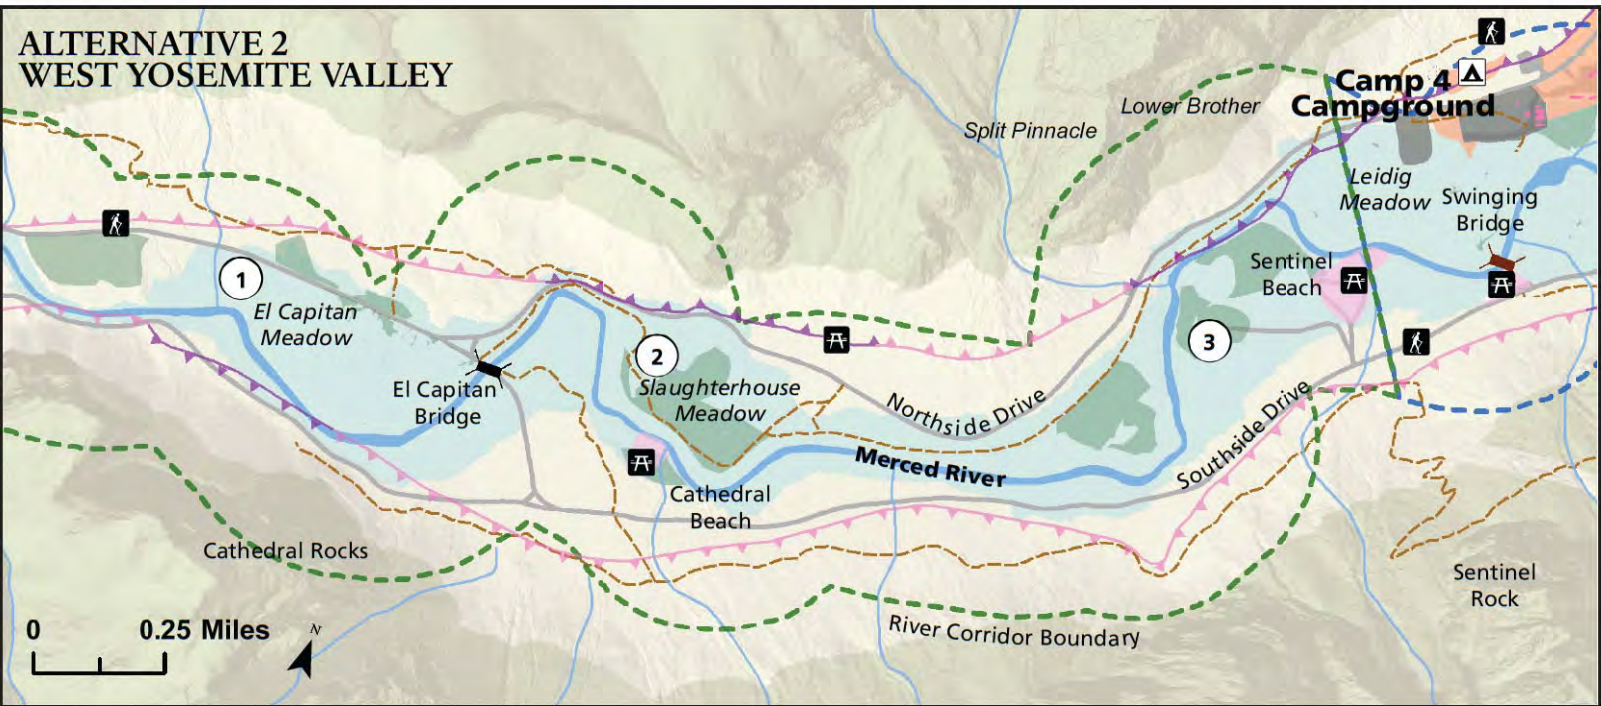 ALTERNATIVE 2
WEST YOSEMITE VALLEY
Camp 4
Campground
Lower Brother
Split Pinnacle
Leidig
Meadow
Swinging
Bridge
Sentinel
Beach
1
El Capitan
Meadow
2
3
El Capitan
Bridge
Slaughterhouse
Meadow
Northside Drive
Southside Drive
Merced River
Cathedral
Beach
Cathedral Rocks
Sentinel
Rock
River Corridor Boundary
0 0.25 Miles
N